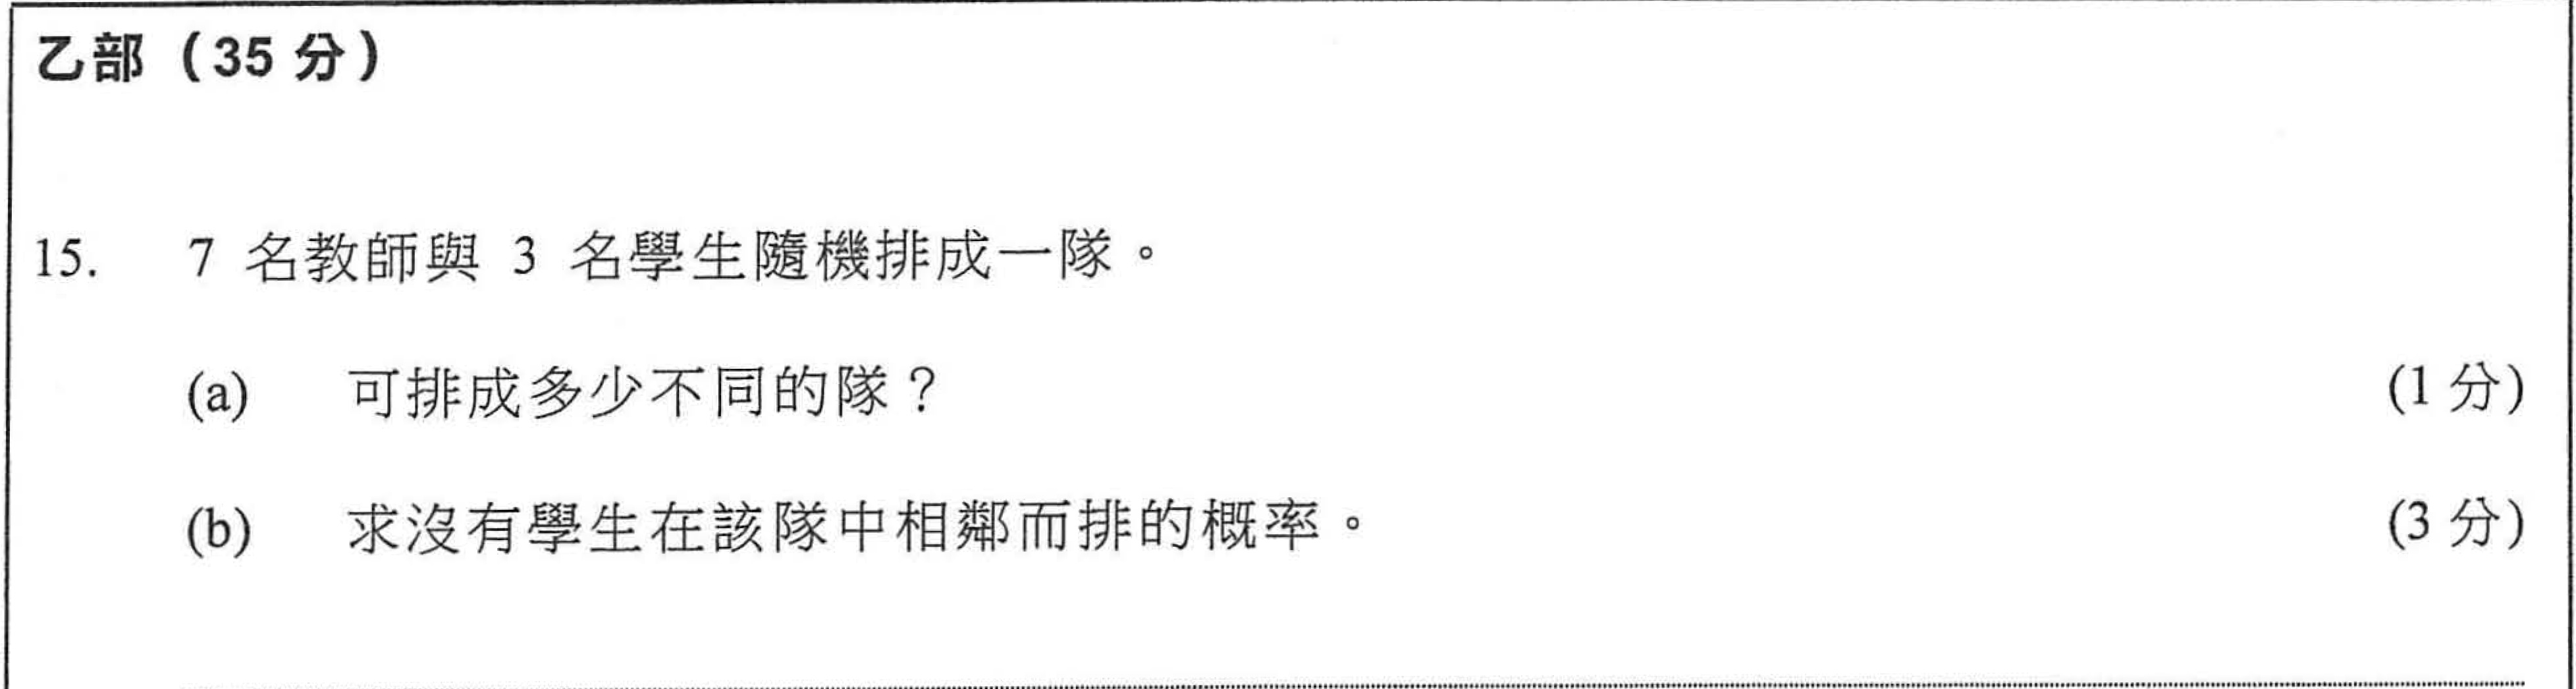 乙部（35 分）
15. 7 名教師與 3 名學生隨機排成一隊。
(a) 可排成多少不同的隊？ (1 分)
(b) 求沒有學生在該隊中相鄰而排的概率。 (3 分)